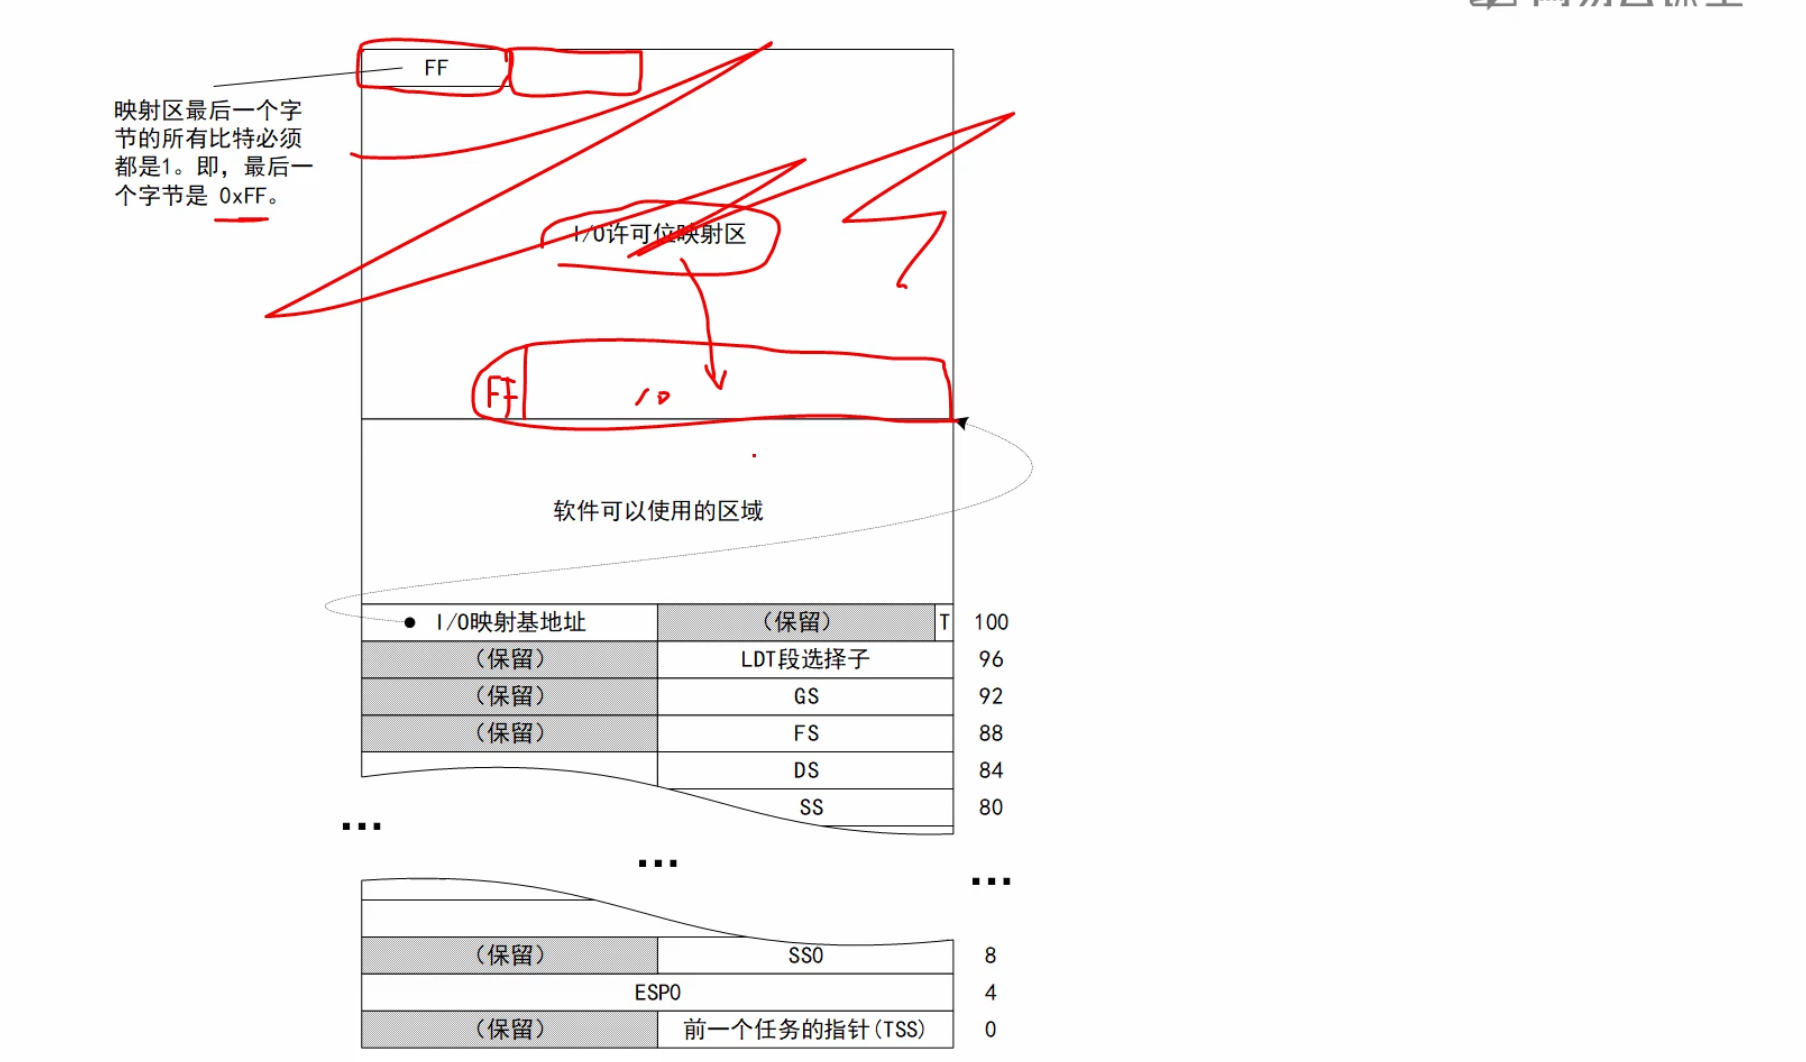 FF
映射区最后一个字
节的所有比特必须
都是1。即，最后一
个字节是 0xFF。
I/O许可位映射区
FF
10
软件可以使用的区域
I/O映射基地址 （保留） T 100
（保留） LDT段选择子 96
（保留） GS 92
（保留） FS 88
DS 84
SS 80
...
...
...
（保留） SS0 8
ESP0 4
（保留） 前一个任务的指针(TSS) 0